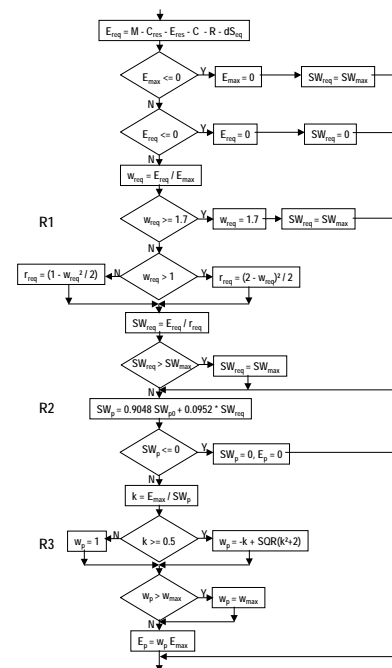 E_req = M - C_res - E_res - C - R - dS_eq
E_max <= 0
Y
E_max = 0
SW_req = SW_max
N
E_req <= 0
Y
E_req = 0
SW_req = 0
N
w_req = E_req / E_max
R1
w_req >= 1.7
Y
w_req = 1.7
SW_req = SW_max
N
r_req = (1 - w_req² / 2)
N
w_req > 1
Y
r_req = (2 - w_req)² / 2
SW_req = E_req / r_req
SW_req > SW_max
Y
SW_req = SW_max
N
R2
SW_p = 0.9048 SW_p0 + 0.0952 * SW_req
SW_p <= 0
Y
SW_p = 0, E_p = 0
N
k = E_max / SW_p
R3
w_p = 1
N
k >= 0.5
Y
w_p = -k + SQR(k²+2)
w_p > w_max
Y
w_p = w_max
N
E_p = w_p E_max